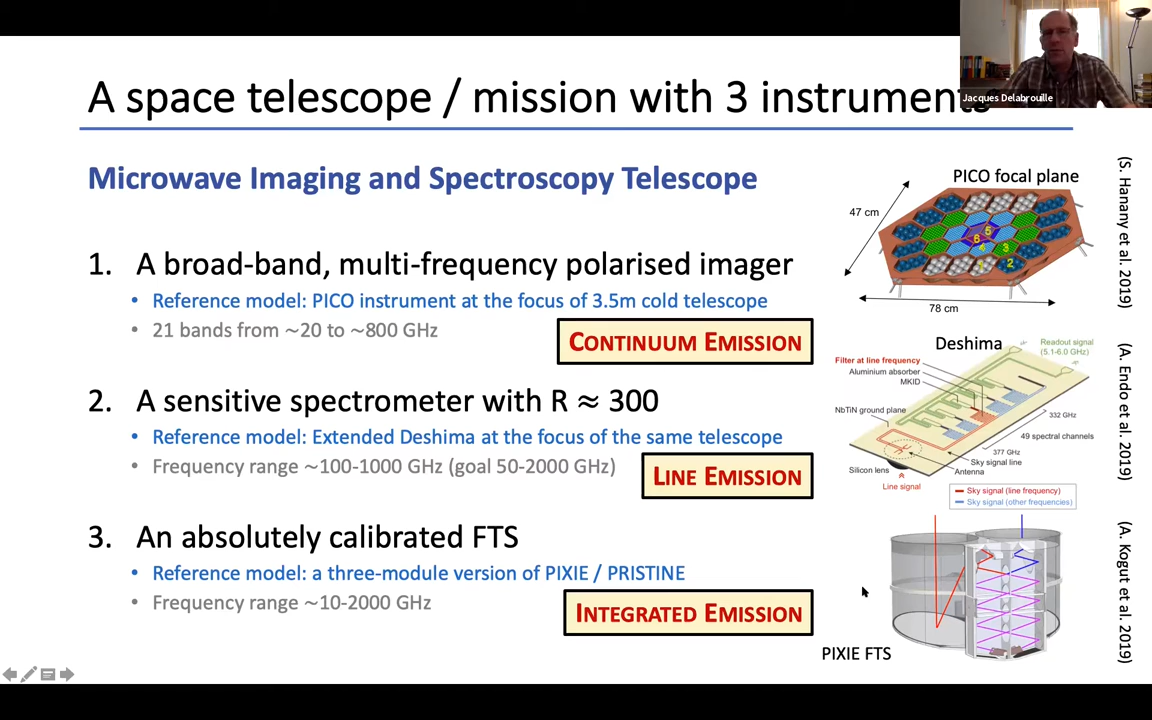 A space telescope / mission with 3 instruments
Jacques Delabrouille
Microwave Imaging and Spectroscopy Telescope
1. A broad-band, multi-frequency polarised imager
• Reference model: PICO instrument at the focus of 3.5m cold telescope
• 21 bands from ~20 to ~800 GHz
CONTINUUM EMISSION
2. A sensitive spectrometer with R ≈ 300
• Reference model: Extended Deshima at the focus of the same telescope
• Frequency range ~100-1000 GHz (goal 50-2000 GHz)
LINE EMISSION
3. An absolutely calibrated FTS
• Reference model: a three-module version of PIXIE / PRISTINE
• Frequency range ~10-2000 GHz
INTEGRATED EMISSION
PICO focal plane
47 cm
5
6
4
3
1
2
78 cm
(S. Hanany et al. 2019)
Deshima
Readout signal
(5.1-6.0 GHz)
Filter at line frequency
Aluminium absorber
MKID
NbTiN ground plane
332 GHz
49 spectral channels
377 GHz
Sky signal line
Antenna
Silicon lens
Line signal
Sky signal (line frequency)
Sky signal (other frequencies)
(A. Endo et al. 2019)
PIXIE FTS
(A. Kogut et al. 2019)